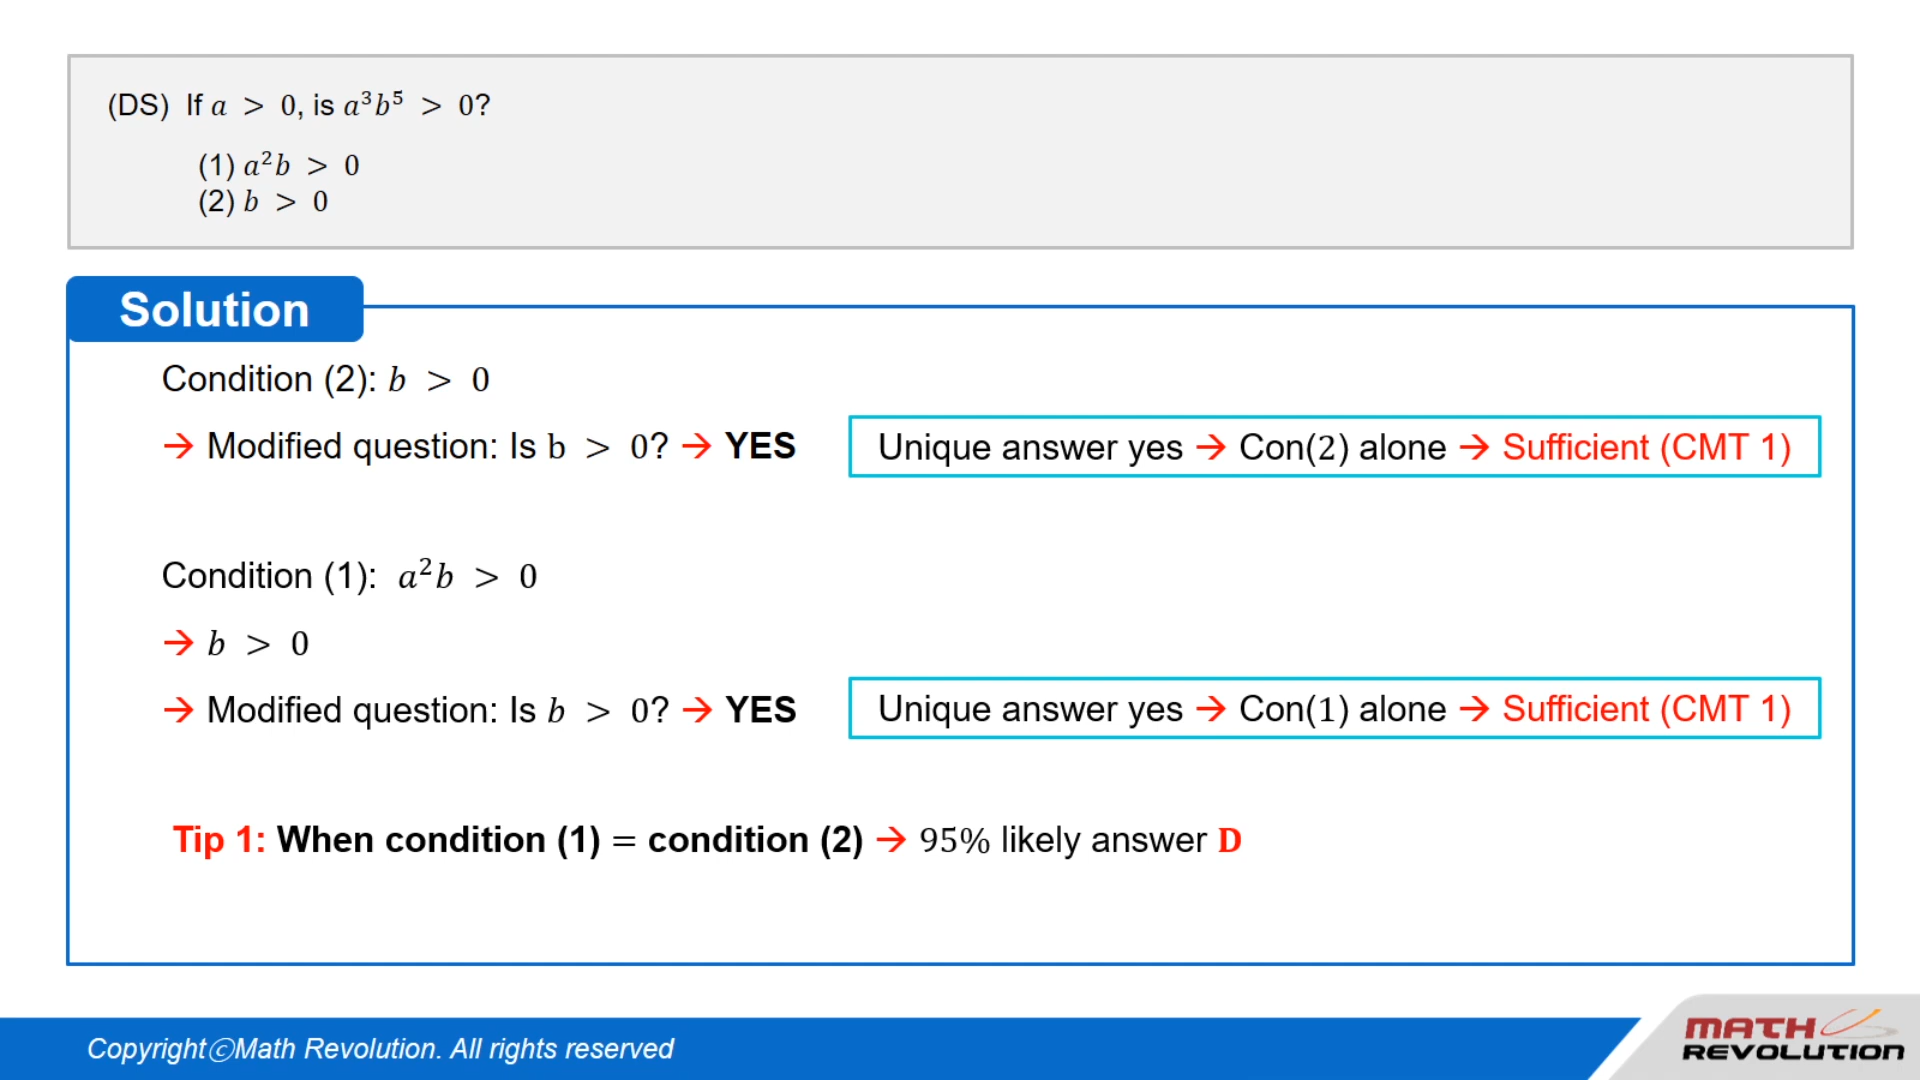 (DS) If a > 0, is a³b⁵ > 0?
(1) a²b > 0
(2) b > 0
Solution
Condition (2): b > 0
→ Modified question: Is b > 0? → YES
Unique answer yes → Con(2) alone → Sufficient (CMT 1)
Condition (1): a²b > 0
→ b > 0
→ Modified question: Is b > 0? → YES
Unique answer yes → Con(1) alone → Sufficient (CMT 1)
Tip 1: When condition (1) = condition (2) → 95% likely answer D
Copyrightⓒ Math Revolution. All rights reserved
MATH
REVOLUTION